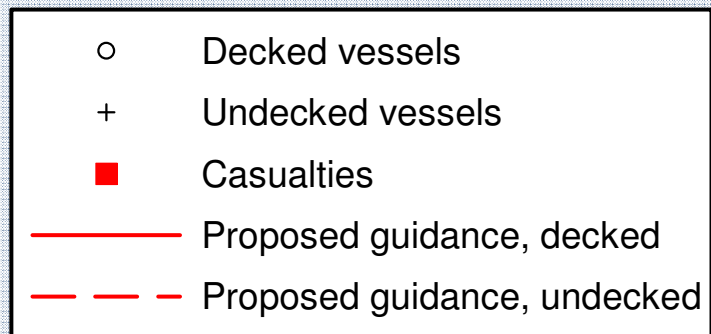 Decked vessels
Undecked vessels
Casualties
Proposed guidance, decked
Proposed guidance, undecked